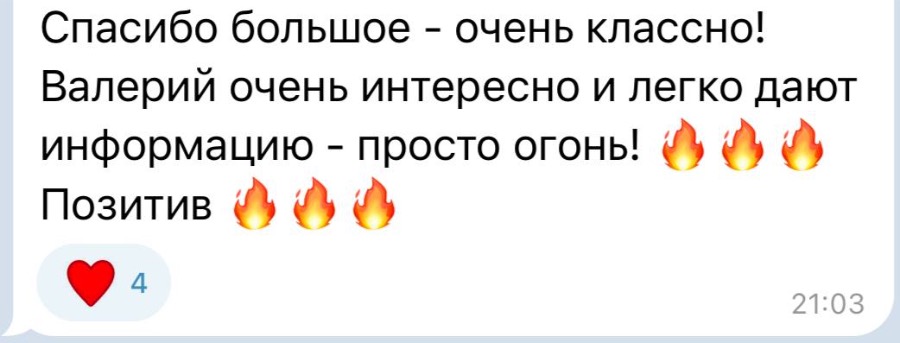 Спасибо большое - очень классно!
Валерий очень интересно и легко дают
информацию - просто огонь! 🔥 🔥 🔥
Позитив 🔥 🔥 🔥
❤️ 4
21:03